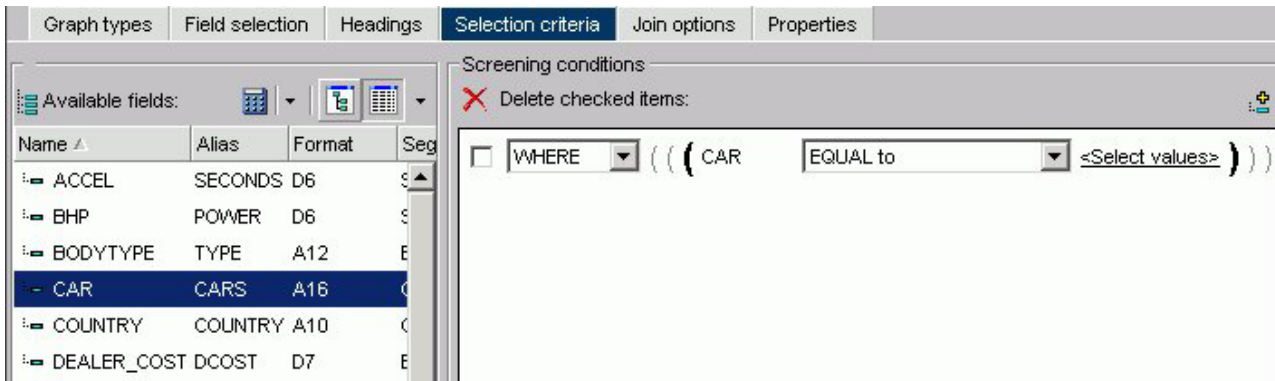 Graph types Field selection Headings Selection criteria Join options Properties
Screening conditions
Available fields:
Delete checked items:
Name Alias Format Seg
WHERE ( ( ( CAR EQUAL to <Select values> ) ) )
ACCEL SECONDS D6
BHP POWER D6
BODYTYPE TYPE A12
CAR CARS A16
COUNTRY COUNTRY A10
DEALER_COST DCOST D7